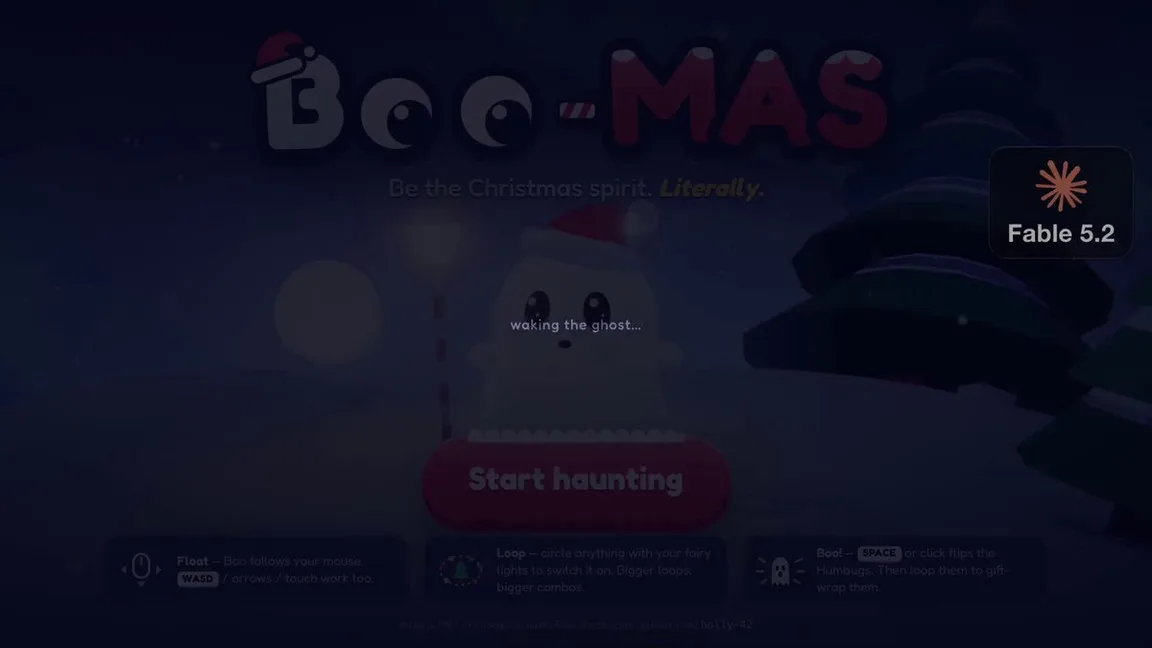 Boo-MAS
Be the Christmas spirit. Literally.
Fable 5.2
waking the ghost...
Start haunting
Float — Boo follows your mouse.
WASD / arrows / touch work too.
Loop — circle anything with your fairy
lights to switch it on. Bigger loops,
bigger combos.
Boo! — SPACE or click flips the
Humbugs. Then loop them to gift-
wrap them.
holly-42